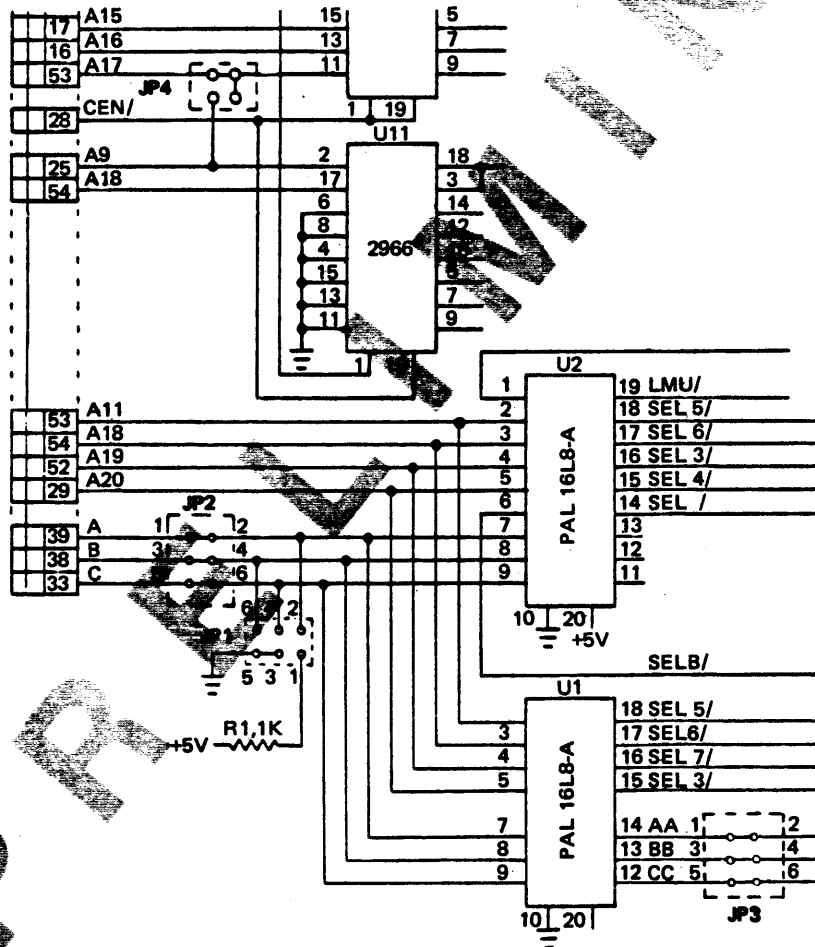 17 A15 15 5
16 A16 13 7
53 A17 11 9
JP4
28 CEN/ 1 19
U11
25 A9 2 18
54 A18 17 3
6 14
8 12
4
2966
15
13 7
11 9
1
U2
1 19 LMU/
53 A11 2 18 SEL 5/
54 A18 3 17 SEL 6/
52 A19 4 16 SEL 3/
29 A20 5 15 SEL 4/
JP2 6 14 SEL /
39 A 1 2 7 13
38 B 3 4 8 12
33 C 6 9 11
PAL 16L8-A
10 20
+5V
6 2
JP1
5 3 1
SELB/
U1
R1,1K
+5V
18 SEL 5/
3 17 SEL6/
4 16 SEL 7/
5 15 SEL 3/
PAL 16L8-A
7 14 AA 1 2
8 13 BB 3 4
9 12 CC 5 6
JP3
10 20